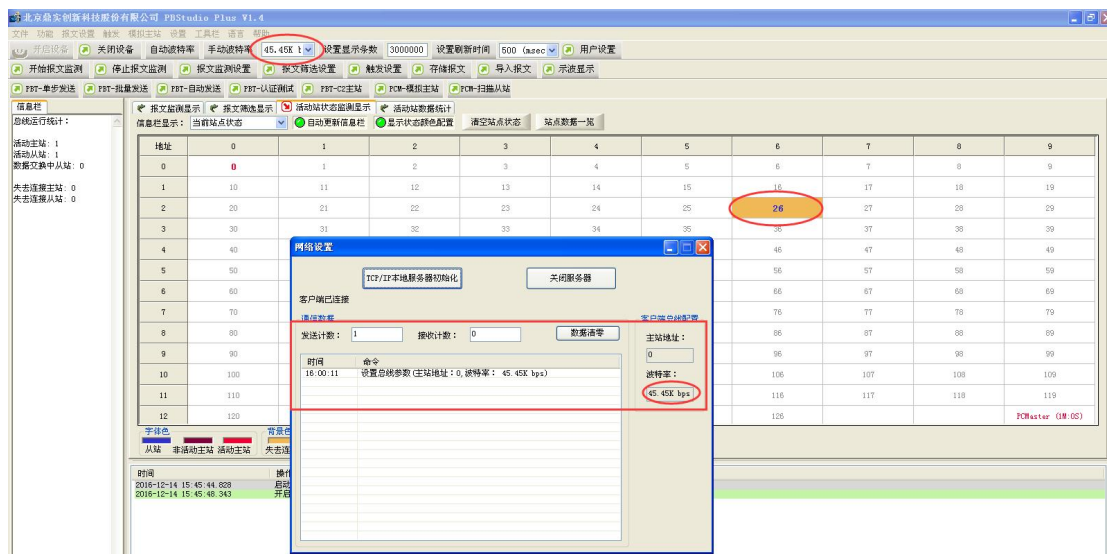 北京鼎实创新科技股份有限公司 PBStudio Plus V1.4
文件 功能 报文设置 触发 模拟主站 设置 工具栏 语言 帮助
开启设备 关闭设备 自动波特率 手动波特率 45.45K b 设置显示条数 3000000 设置刷新时间 500 (msec 用户设置
开始报文监测 停止报文监测 报文监测设置 报文筛选设置 触发设置 存储报文 导入报文 示波显示
PBT-单步发送 PBT-批量发送 PBT-自动发送 PBT-认证测试 PBT-C2主站 PCM-模拟主站 PCM-扫描从站
信息栏 报文监测显示 报文筛选显示 活动站状态监测显示 活动站数据统计
总线运行统计: 信息栏显示: 当前站点状态 自动更新信息栏 显示状态颜色配置 清空站点状态 站点数据一览
活动主站: 1
活动从站: 1
数据交换中从站: 0
失去连接主站: 0
失去连接从站: 0
地址 0 1 2 3 4 5 6 7 8 9
0 0 1 2 3 4 5 6 7 8 9
1 10 11 12 13 14 15 16 17 18 19
2 20 21 22 23 24 25 26 27 28 29
3 30 31 32 33 34 35 36 37 38 39
4 40 46 47 48 49
5 50 56 57 58 59
6 60 66 67 68 69
7 70 76 77 78 79
8 80 86 87 88 89
9 90 96 97 98 99
10 100 106 107 108 109
11 110 116 117 118 119
12 120 126 PCMaster (1M:0S)
网络设置
TCP/IP本地服务器初始化 关闭服务器
客户端已连接
通信数据 客户端总线配置
发送计数: 1 接收计数: 0 数据清零 主站地址:
0
时间 命令
16:00:11 设置总线参数(主站地址:0,波特率: 45.45K bps) 波特率:
45.45K bps
字体色 背景色
从站 非活动主站 活动主站 失去连
时间 操作
2016-12-14 15:45:44.828 启动
2016-12-14 15:45:48.343 开启